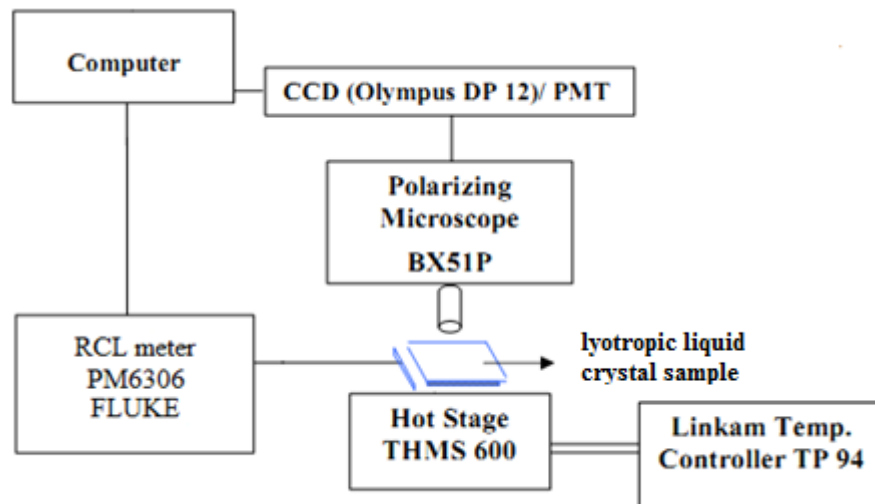 Computer
CCD (Olympus DP 12)/ PMT
Polarizing
Microscope
BX51P
RCL meter
PM6306
FLUKE
lyotropic liquid
crystal sample
Hot Stage
THMS 600
Linkam Temp.
Controller TP 94